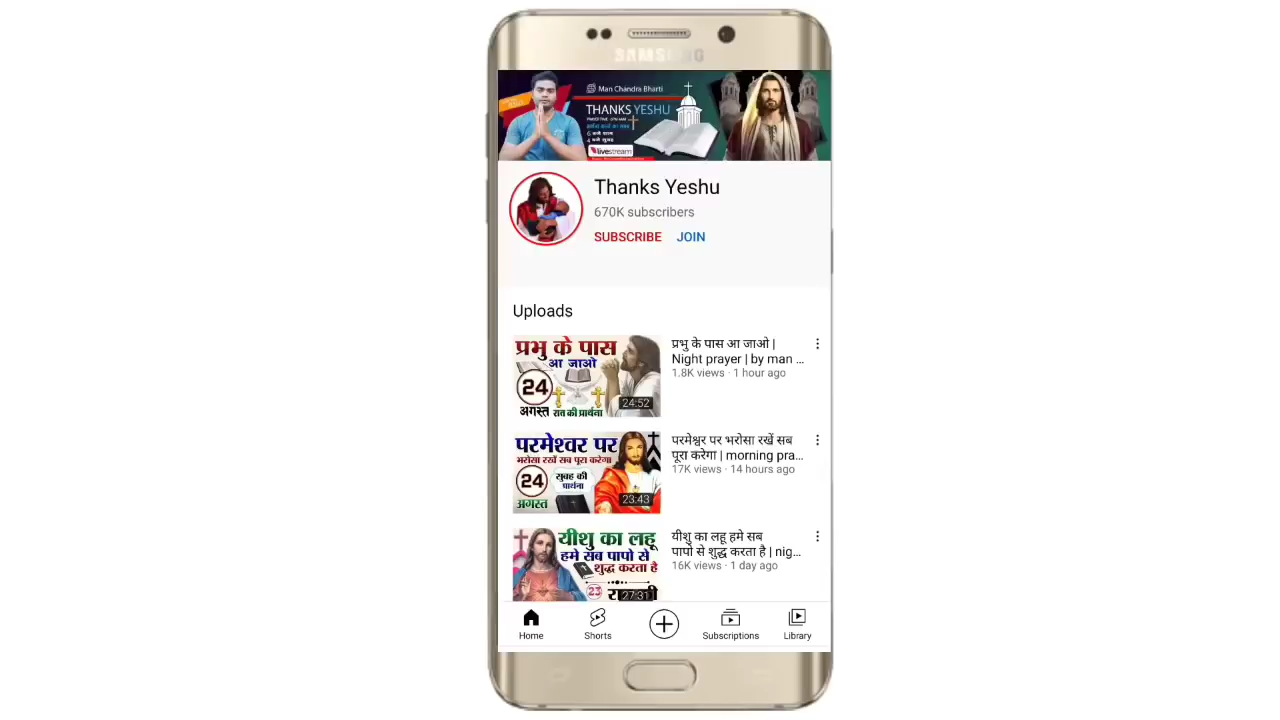 SAMSUNG
Man Chandra Bharti
THANKS YESHU
livestream
Thanks Yeshu
670K subscribers
SUBSCRIBE JOIN
Uploads
प्रभु के पास
आ जाओ
24
अगस्त रात की प्रार्थना
24:52
प्रभु के पास आ जाओ |
Night prayer | by man ...
1.8K views · 1 hour ago
परमेश्वर पर
भरोसा रखें सब पूरा करेगा
24
सुबह की
प्रार्थना
अगस्त
23:43
परमेश्वर पर भरोसा रखें सब
पूरा करेगा | morning pra...
17K views · 14 hours ago
यीशु का लहू
हमे सब पापो से
शुद्ध करता है
23
27:31
यीशु का लहू हमे सब
पापो से शुद्ध करता है | nig...
16K views · 1 day ago
Home Shorts Subscriptions Library